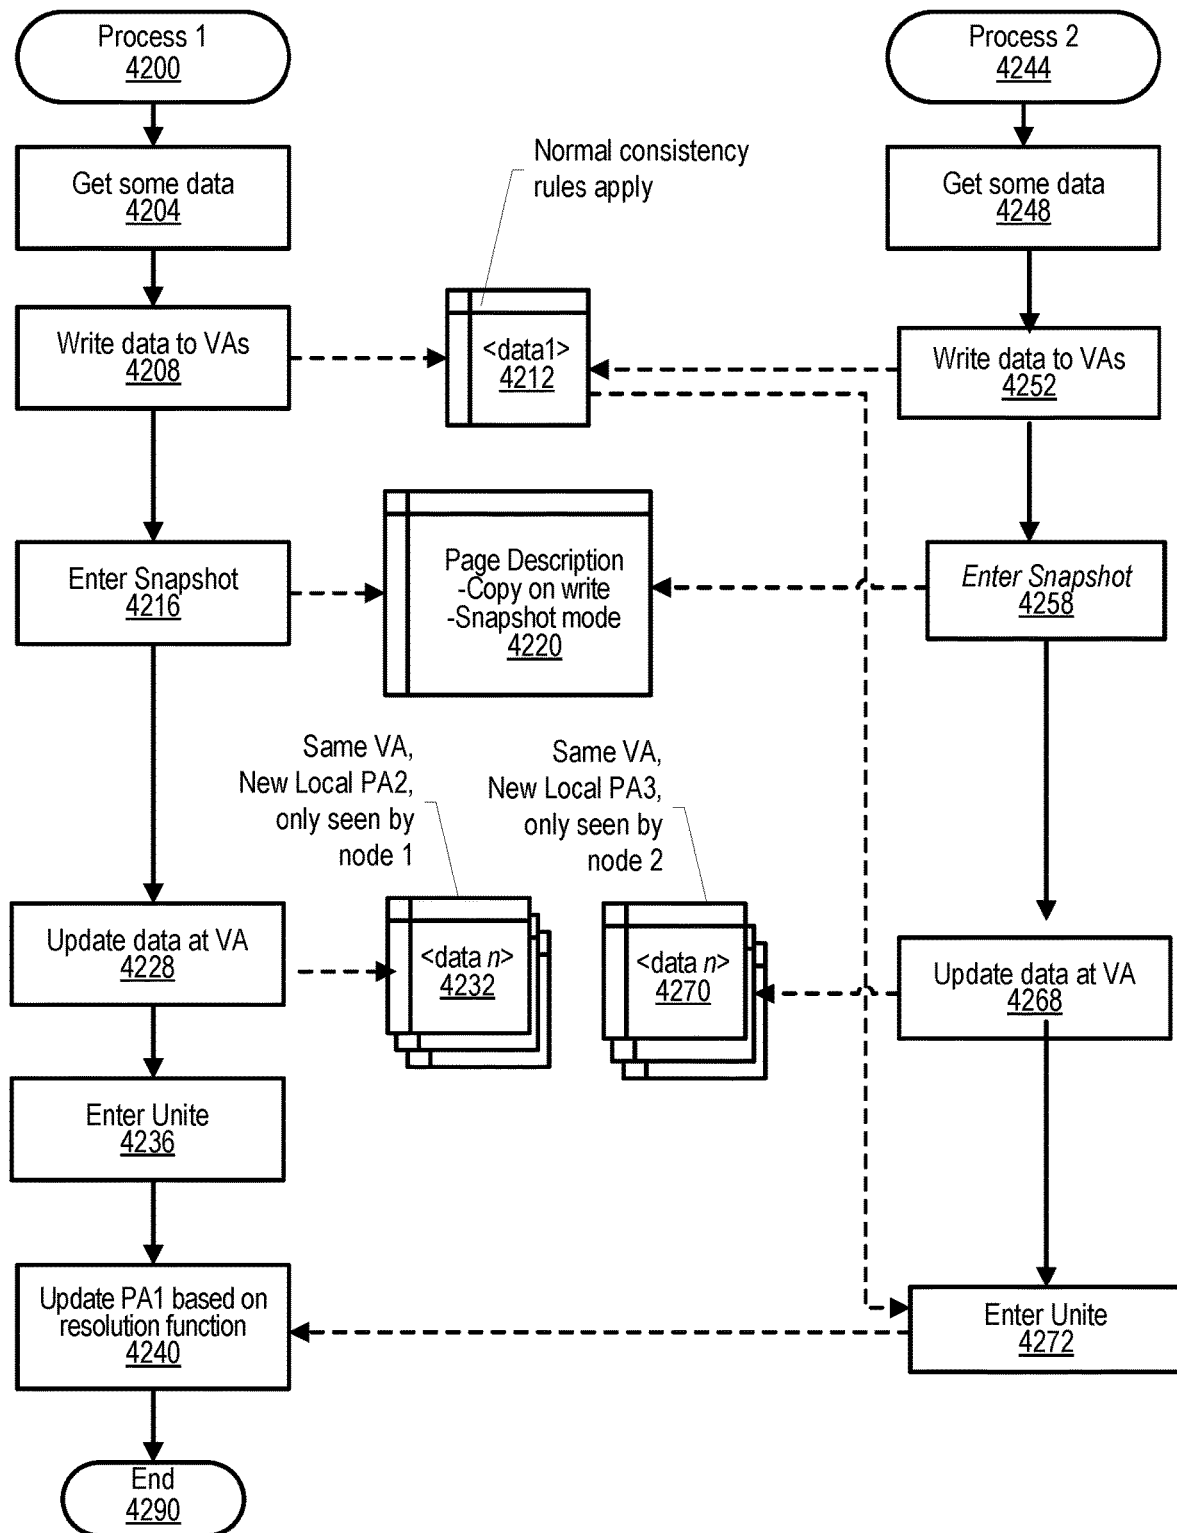 Process 1
4200
Process 2
4244
Get some data
4204
Normal consistency
rules apply
Get some data
4248
Write data to VAs
4208
<data1>
4212
Write data to VAs
4252
Enter Snapshot
4216
Page Description
-Copy on write
-Snapshot mode
4220
Enter Snapshot
4258
Same VA,
New Local PA2,
only seen by
node 1
Same VA,
New Local PA3,
only seen by
node 2
Update data at VA
4228
<data n>
4232
<data n>
4270
Update data at VA
4268
Enter Unite
4236
Update PA1 based on
resolution function
4240
Enter Unite
4272
End
4290